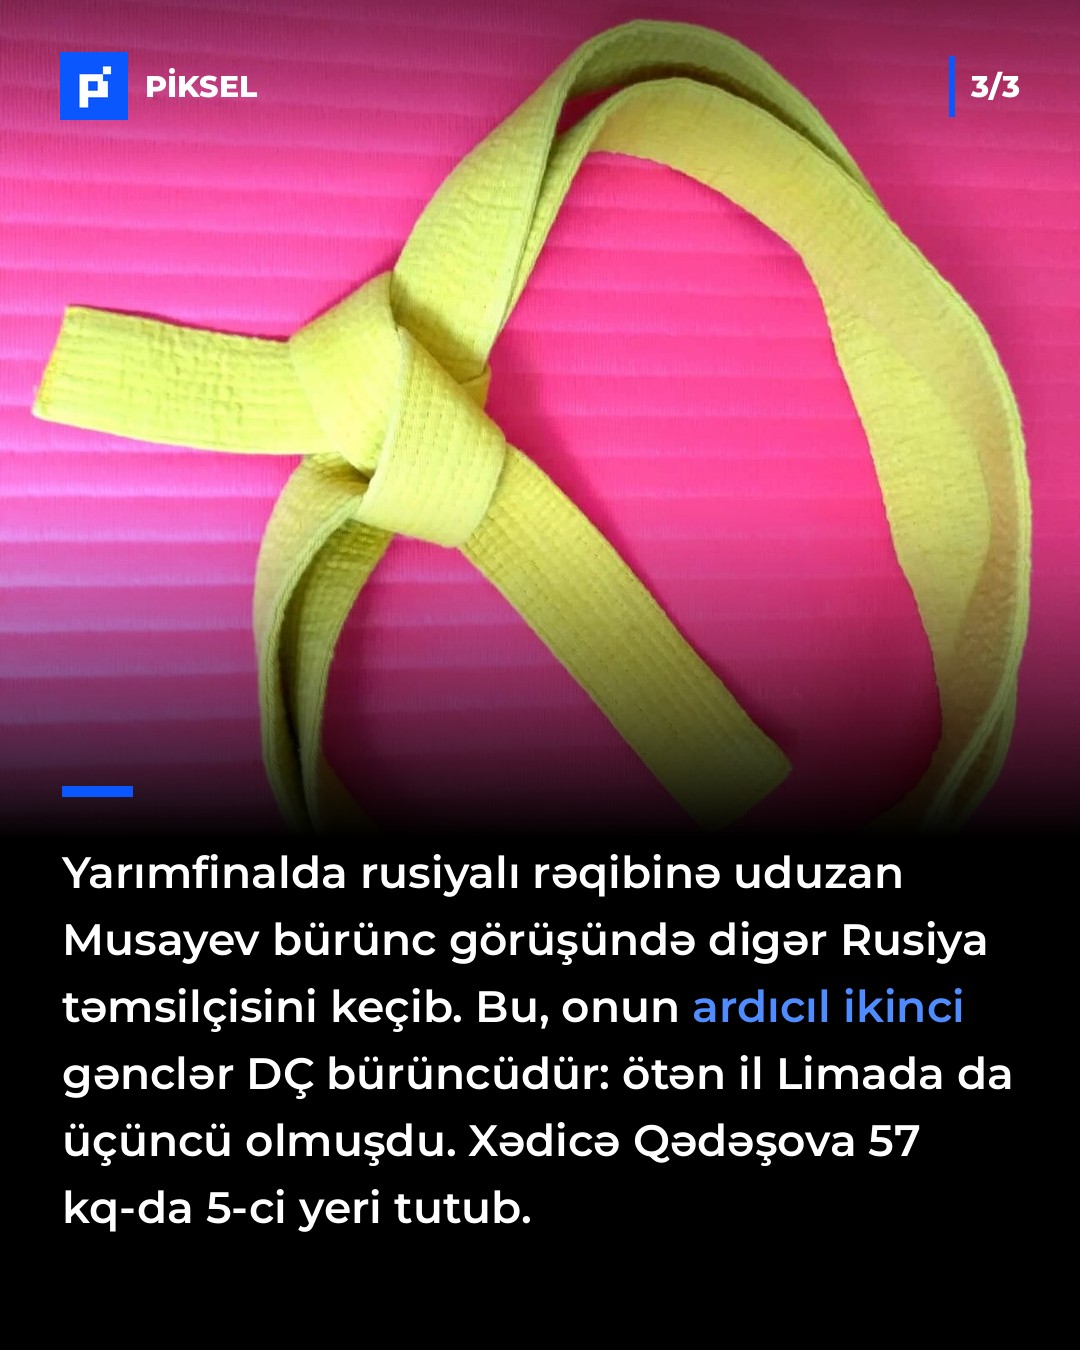 PİKSEL
3/3
Yarımfinalda rusiyalı rəqibinə uduzan
Musayev bürünc görüşündə digər Rusiya
təmsilçisini keçib. Bu, onun ardıcıl ikinci
gənclər DÇ bürüncüdür: ötən il Limada da
üçüncü olmuşdu. Xədicə Qədəşova 57
kq-da 5-ci yeri tutub.